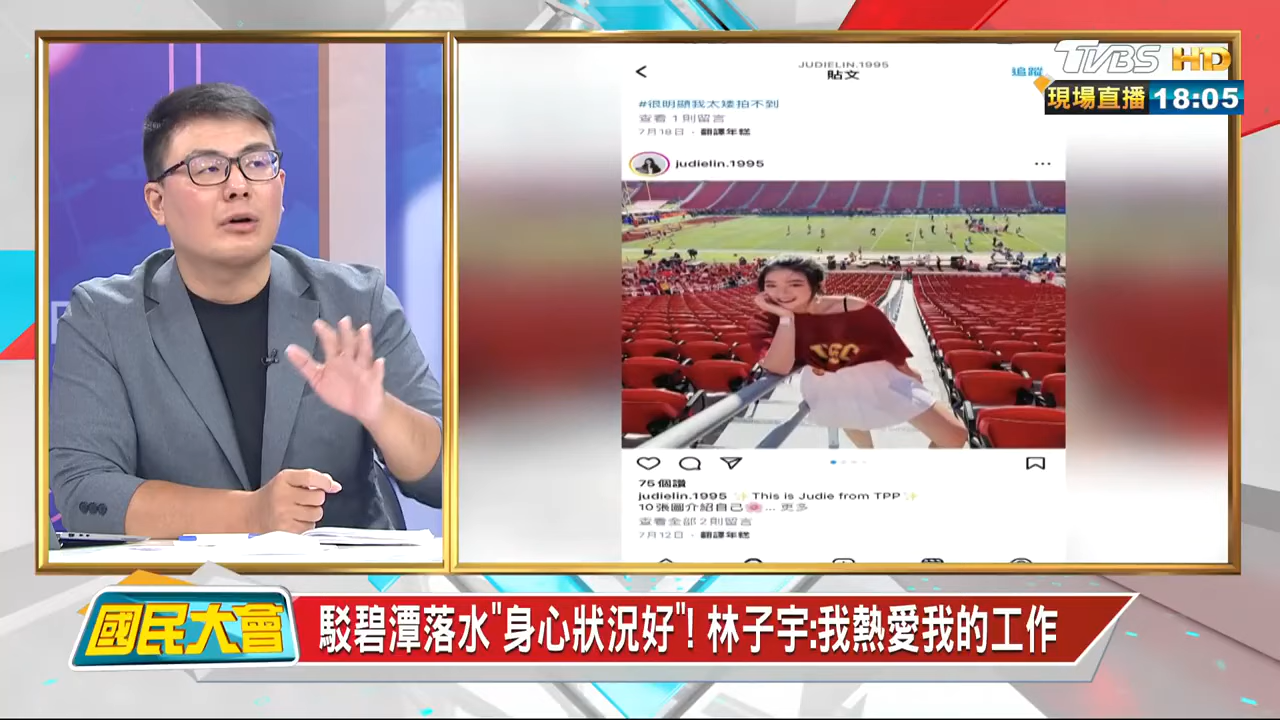 TVBS HD
現場直播 18:05
JUDIELIN.1995
貼文
追蹤
#很明顯我太矮拍不到
查看 1 則留言
7月18日 · 翻譯年糕
judielin.1995
USC
75 個讚
judielin.1995 ✨This is Judie from TPP✨
10張圖介紹自己🌸... 更多
查看全部 2 則留言
7月12日 · 翻譯年糕
國民大會
駁碧潭落水"身心狀況好"! 林子宇:我熱愛我的工作